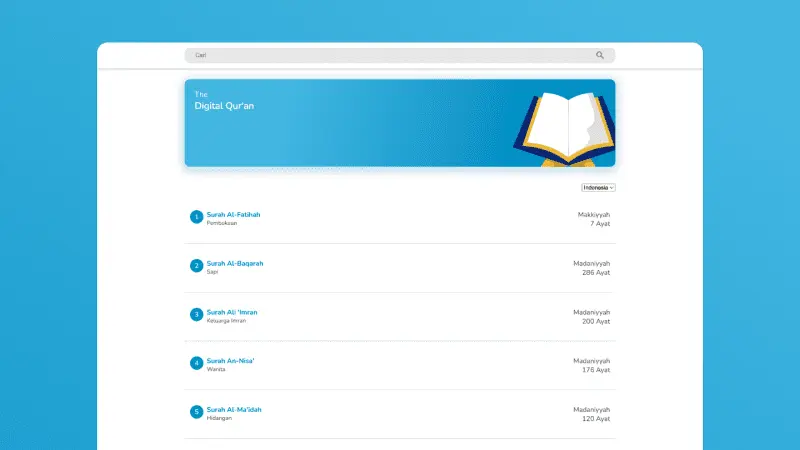 Cari
The
Digital Qur'an
Indonesia
1 Surah Al-Fatihah Makkiyyah
Pembukaan 7 Ayat
2 Surah Al-Baqarah Madaniyyah
Sapi 286 Ayat
3 Surah Ali 'Imran Madaniyyah
Keluarga Imran 200 Ayat
4 Surah An-Nisa' Madaniyyah
Wanita 176 Ayat
5 Surah Al-Ma'idah Madaniyyah
Hidangan 120 Ayat